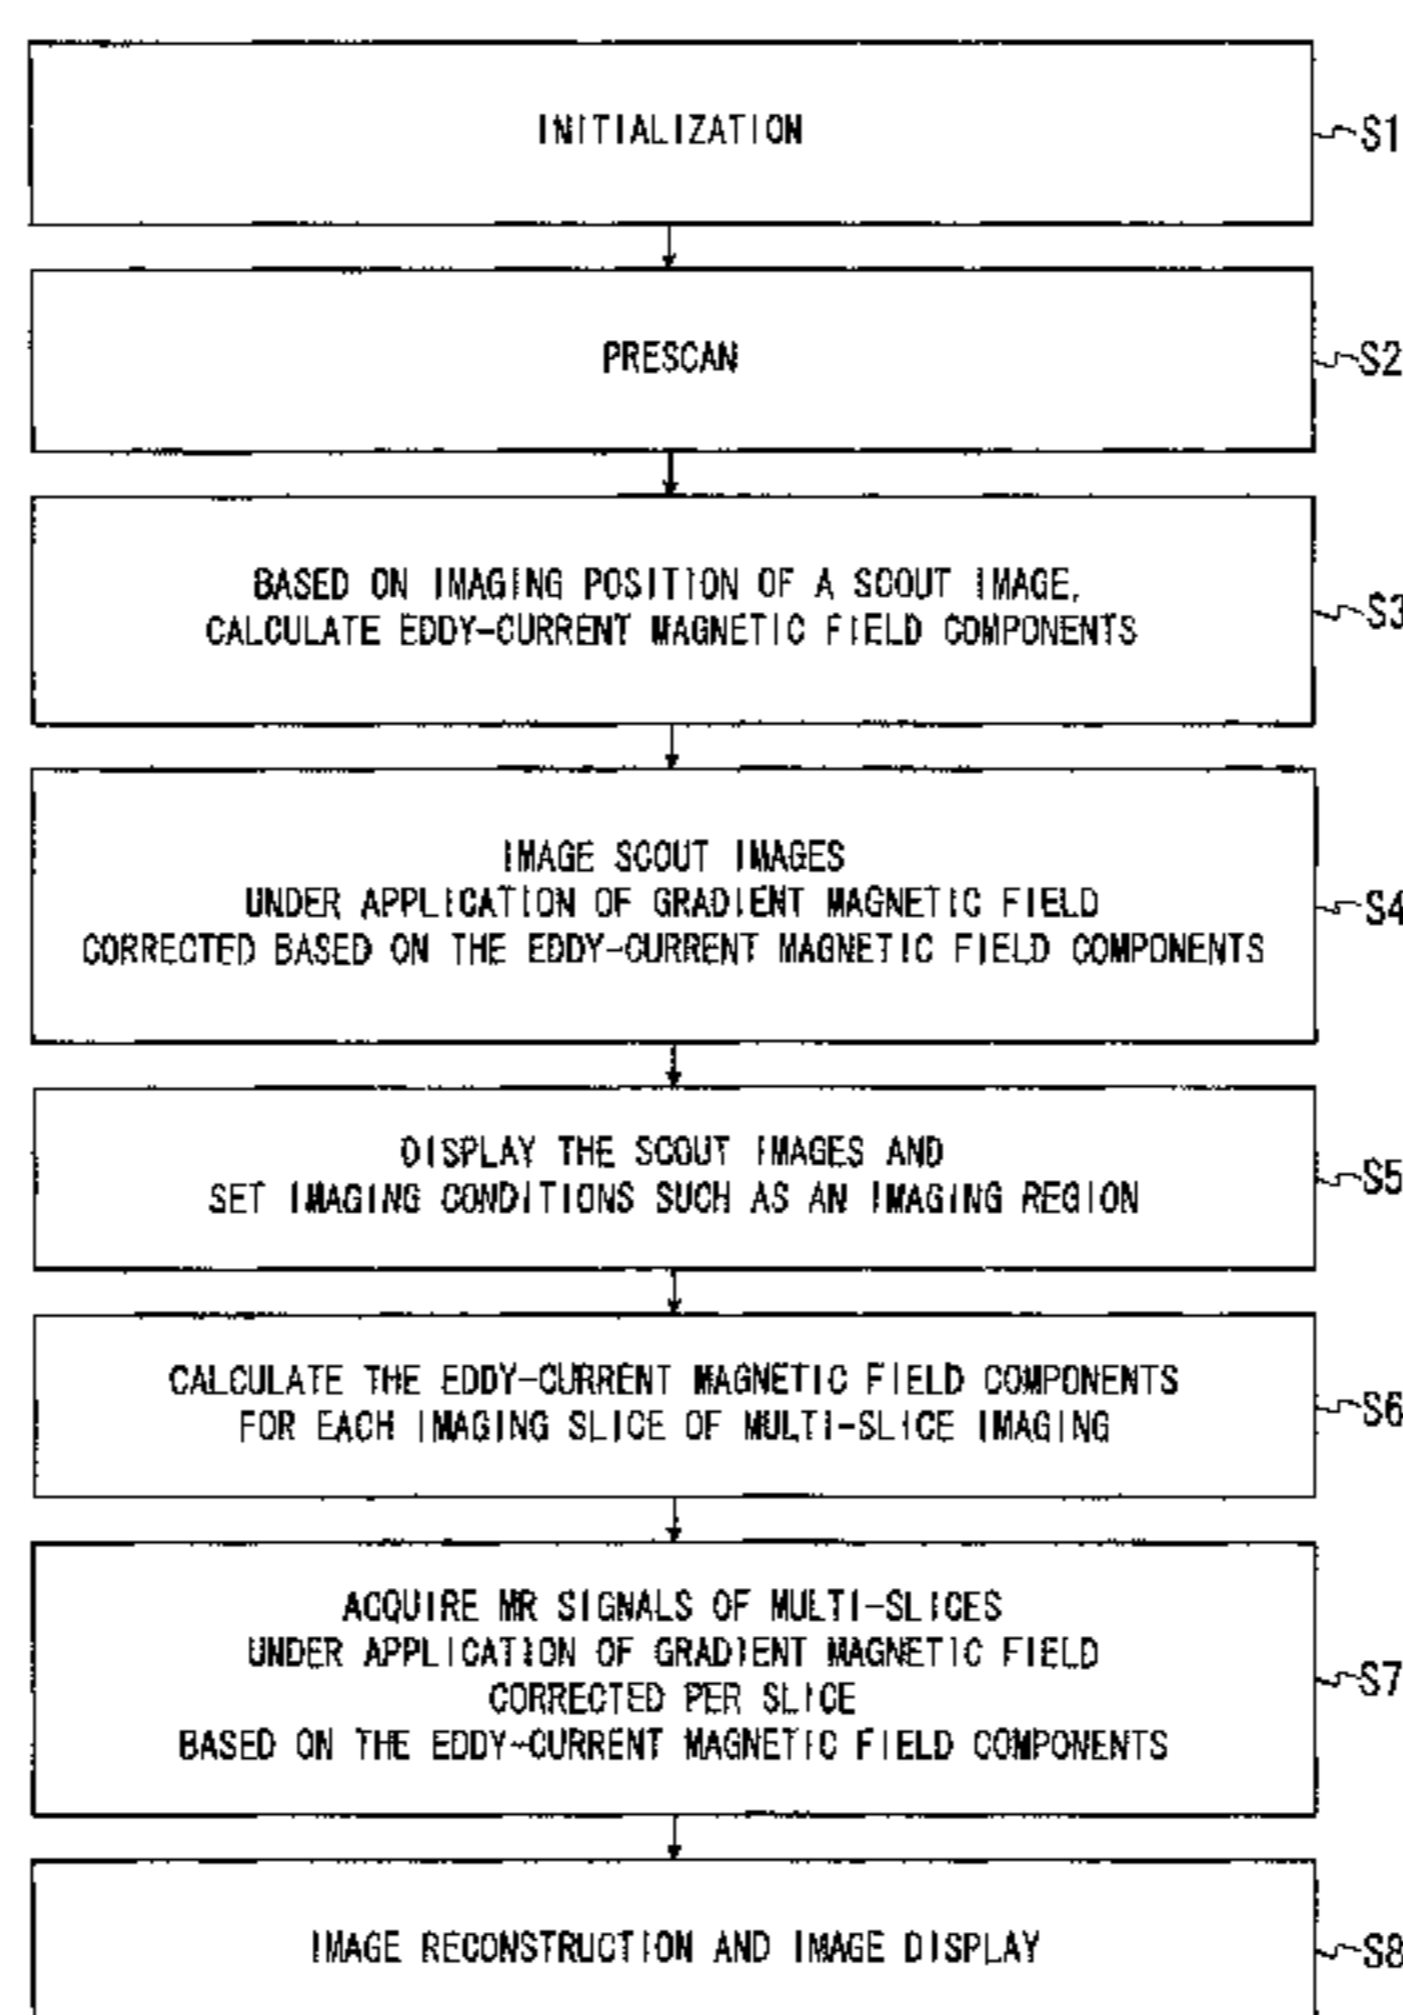 INITIALIZATION
S1
PRESCAN
S2
BASED ON IMAGING POSITION OF A SCOUT IMAGE,
CALCULATE EDDY-CURRENT MAGNETIC FIELD COMPONENTS
S3
IMAGE SCOUT IMAGES
UNDER APPLICATION OF GRADIENT MAGNETIC FIELD
CORRECTED BASED ON THE EDDY-CURRENT MAGNETIC FIELD COMPONENTS
S4
DISPLAY THE SCOUT IMAGES AND
SET IMAGING CONDITIONS SUCH AS AN IMAGING REGION
S5
CALCULATE THE EDDY-CURRENT MAGNETIC FIELD COMPONENTS
FOR EACH IMAGING SLICE OF MULTI-SLICE IMAGING
S6
ACQUIRE MR SIGNALS OF MULTI-SLICES
UNDER APPLICATION OF GRADIENT MAGNETIC FIELD
CORRECTED PER SLICE
BASED ON THE EDDY-CURRENT MAGNETIC FIELD COMPONENTS
S7
IMAGE RECONSTRUCTION AND IMAGE DISPLAY
S8